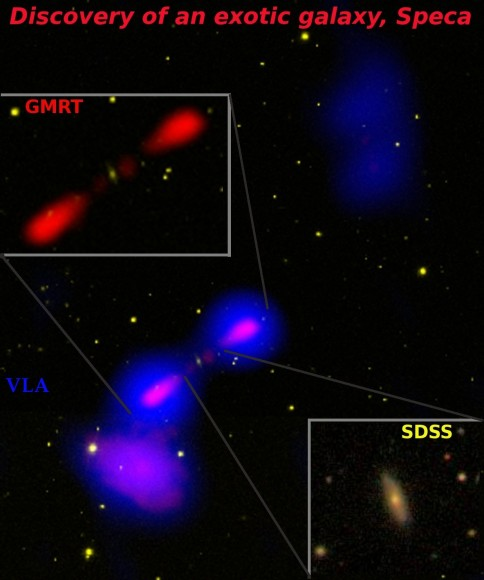 Discovery of an exotic galaxy, Speca
GMRT
VLA
SDSS